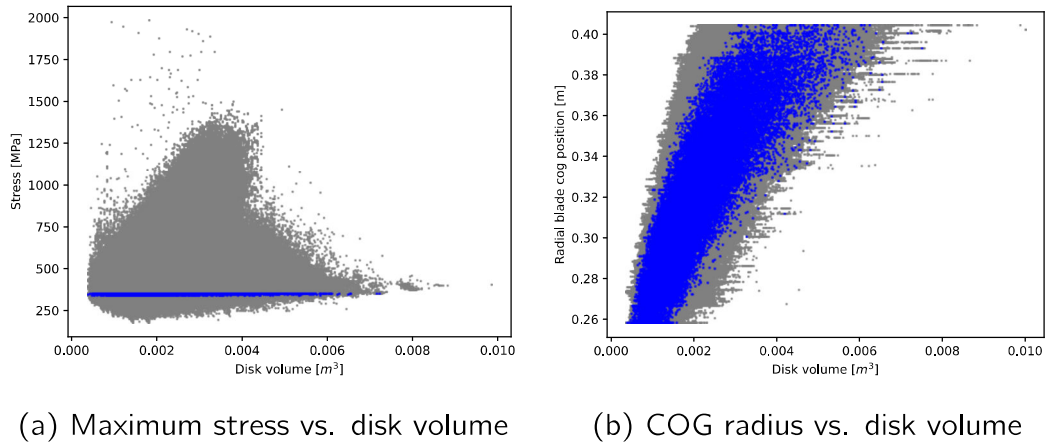 2000
1750
1500
1250
1000
750
500
250
Stress [MPa]
0.000 0.002 0.004 0.006 0.008 0.010
Disk volume [m³]
(a) Maximum stress vs. disk volume
0.40
0.38
0.36
0.34
0.32
0.30
0.28
0.26
Radial blade cog position [m]
0.000 0.002 0.004 0.006 0.008 0.010
Disk volume [m³]
(b) COG radius vs. disk volume